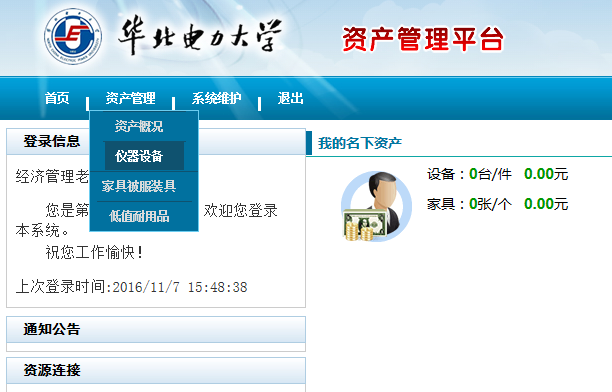 华北电力大学
资产管理平台
首页 资产管理 系统维护 退出
资产概况
仪器设备
家具被服装具
低值耐用品
登录信息
经济管理老
您是第
欢迎您登录
本系统。
祝您工作愉快！
上次登录时间:2016/11/7 15:48:38
通知公告
资源连接
我的名下资产
设备：0台/件 0.00元
家具：0张/个 0.00元